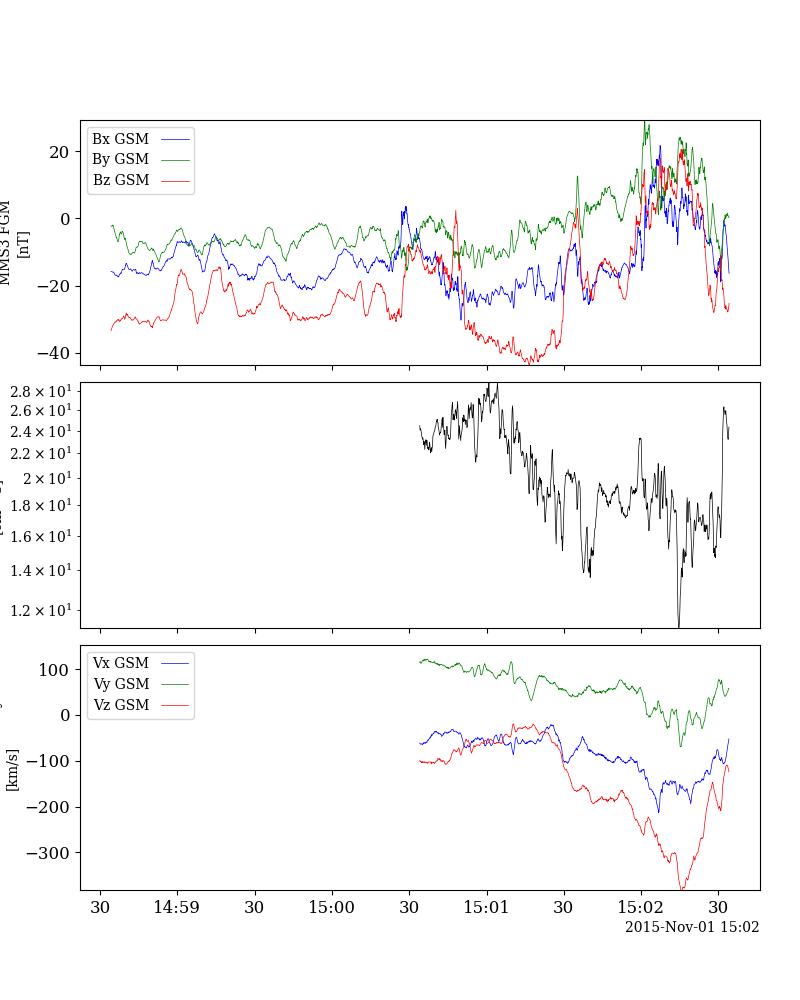 Bx GSM
By GSM
Bz GSM
20
0
−20
−40
MMS3 FGM
[nT]
2.8 × 10¹
2.6 × 10¹
2.4 × 10¹
2.2 × 10¹
2 × 10¹
1.8 × 10¹
1.6 × 10¹
1.4 × 10¹
1.2 × 10¹
Vx GSM
Vy GSM
Vz GSM
100
0
−100
−200
−300
[km/s]
30 14:59 30 15:00 30 15:01 30 15:02 30
2015-Nov-01 15:02